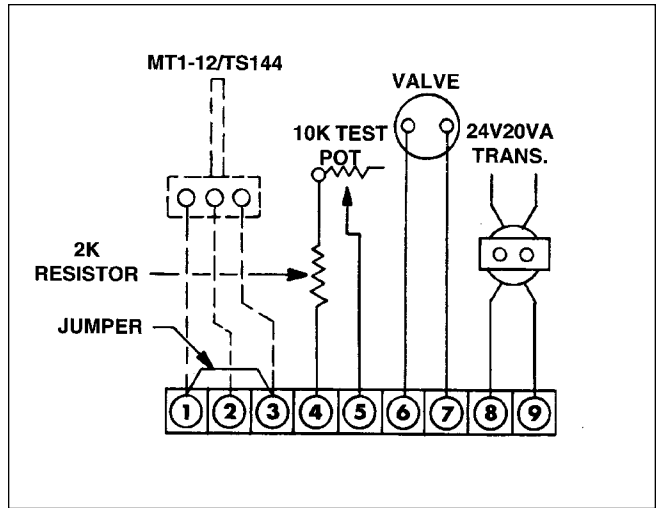 MT1-12/TS144
VALVE
10K TEST
POT
24V20VA
TRANS.
2K
RESISTOR
JUMPER
1 2 3 4 5 6 7 8 9